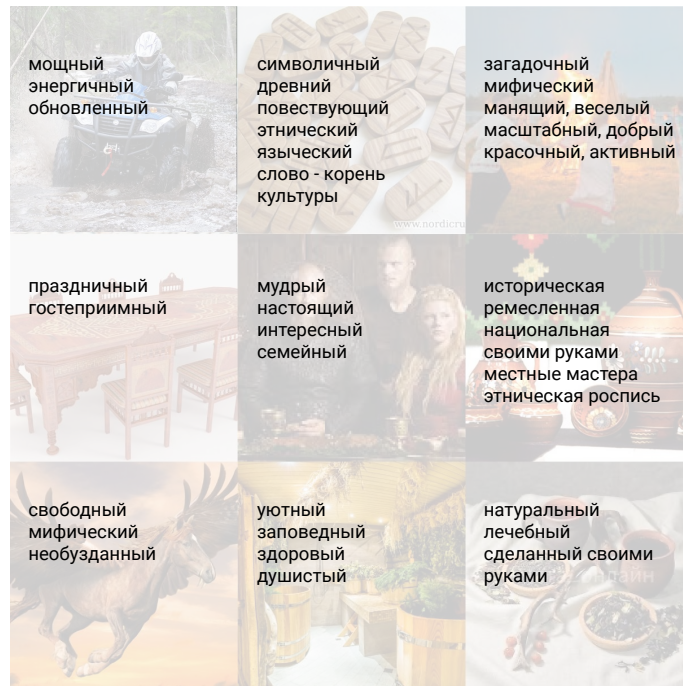 мощный
энергичный
обновленный
символичный
древний
повествующий
этнический
языческий
слово - корень
культуры
www.nordicru
загадочный
мифический
манящий, веселый
масштабный, добрый
красочный, активный
праздничный
гостеприимный
мудрый
настоящий
интересный
семейный
историческая
ремесленная
национальная
своими руками
местные мастера
этническая роспись
свободный
мифический
необузданный
уютный
заповедный
здоровый
душистый
натуральный
лечебный
сделанный своими
руками